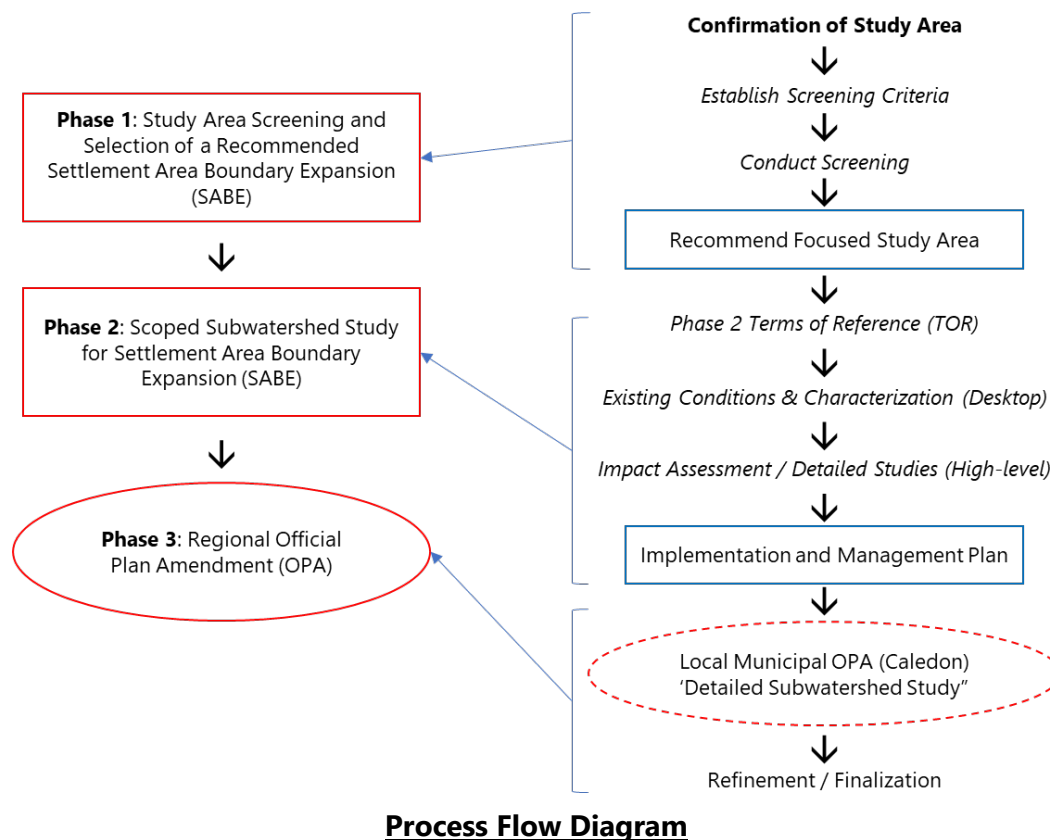 Confirmation of Study Area
Establish Screening Criteria
Conduct Screening
Recommend Focused Study Area
Phase 1: Study Area Screening and
Selection of a Recommended
Settlement Area Boundary Expansion
(SABE)
Phase 2 Terms of Reference (TOR)
Existing Conditions & Characterization (Desktop)
Impact Assessment / Detailed Studies (High-level)
Implementation and Management Plan
Phase 2: Scoped Subwatershed Study
for Settlement Area Boundary
Expansion (SABE)
Local Municipal OPA (Caledon)
‘Detailed Subwatershed Study”
Refinement / Finalization
Phase 3: Regional Official
Plan Amendment (OPA)
Process Flow Diagram